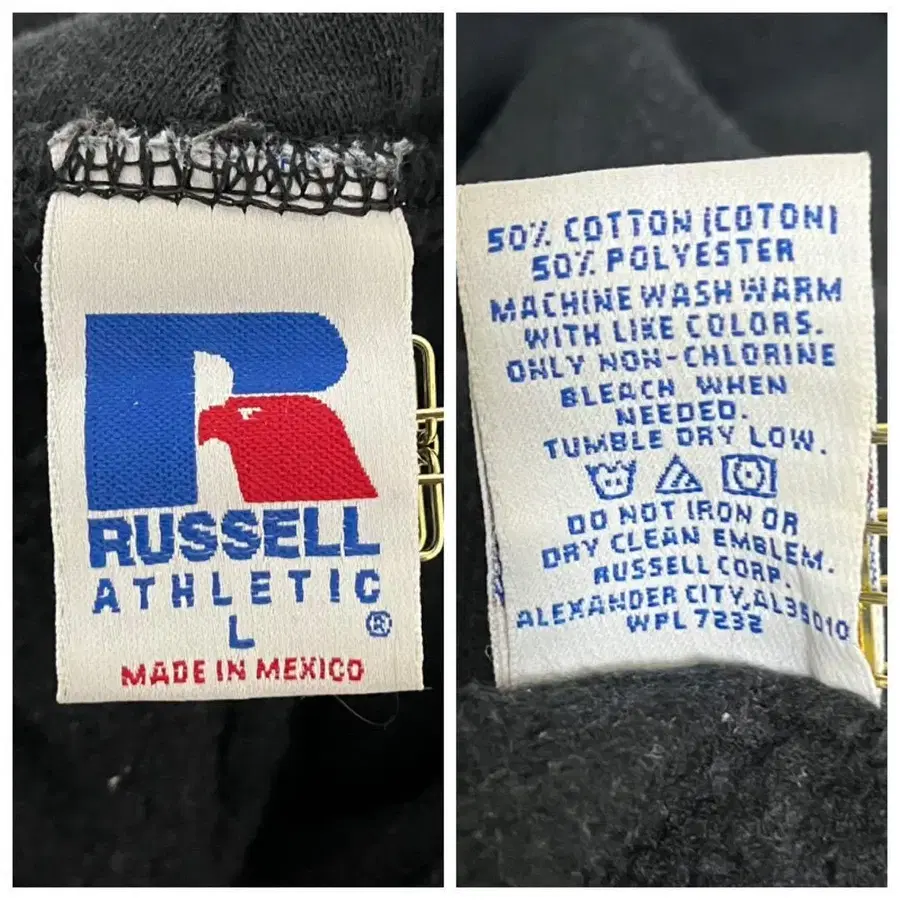 RUSSELL
ATHLETIC
L ®
MADE IN MEXICO
50% COTTON (COTON)
50% POLYESTER
MACHINE WASH WARM
WITH LIKE COLORS.
ONLY NON-CHLORINE
BLEACH WHEN
NEEDED.
TUMBLE DRY LOW.
DO NOT IRON OR
DRY CLEAN EMBLEM.
RUSSELL CORP.
ALEXANDER CITY, AL 35010
WPL 7232